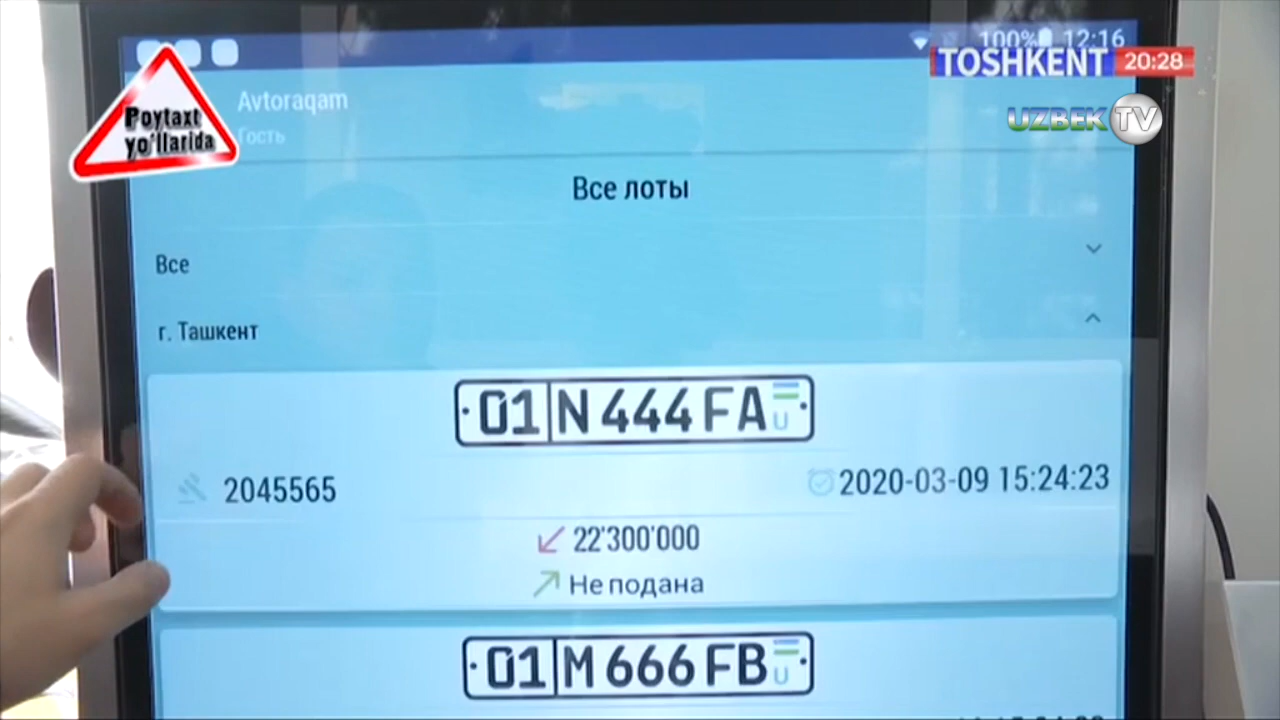 100% 12:16
TOSHKENT 20:28
UZBEK TV
Poytaxt
yo'llarida
Avtoraqam
Гость
Все лоты
Все
г. Ташкент
01 N 444 FA U
2045565
2020-03-09 15:24:23
22'300'000
Не подана
01 M 666 FB U